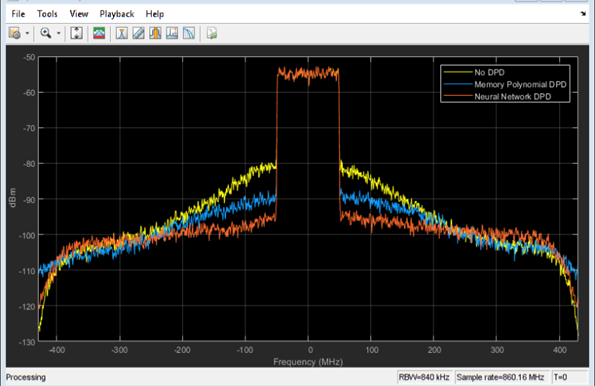 File Tools View Playback Help
-50
-60
-70
-80
-90
-100
-110
-120
-130
dBm
No DPD
Memory Polynomial DPD
Neural Network DPD
-400 -300 -200 -100 0 100 200 300 400
Frequency (MHz)
Processing RBW=840 kHz Sample rate=860.16 MHz T=0